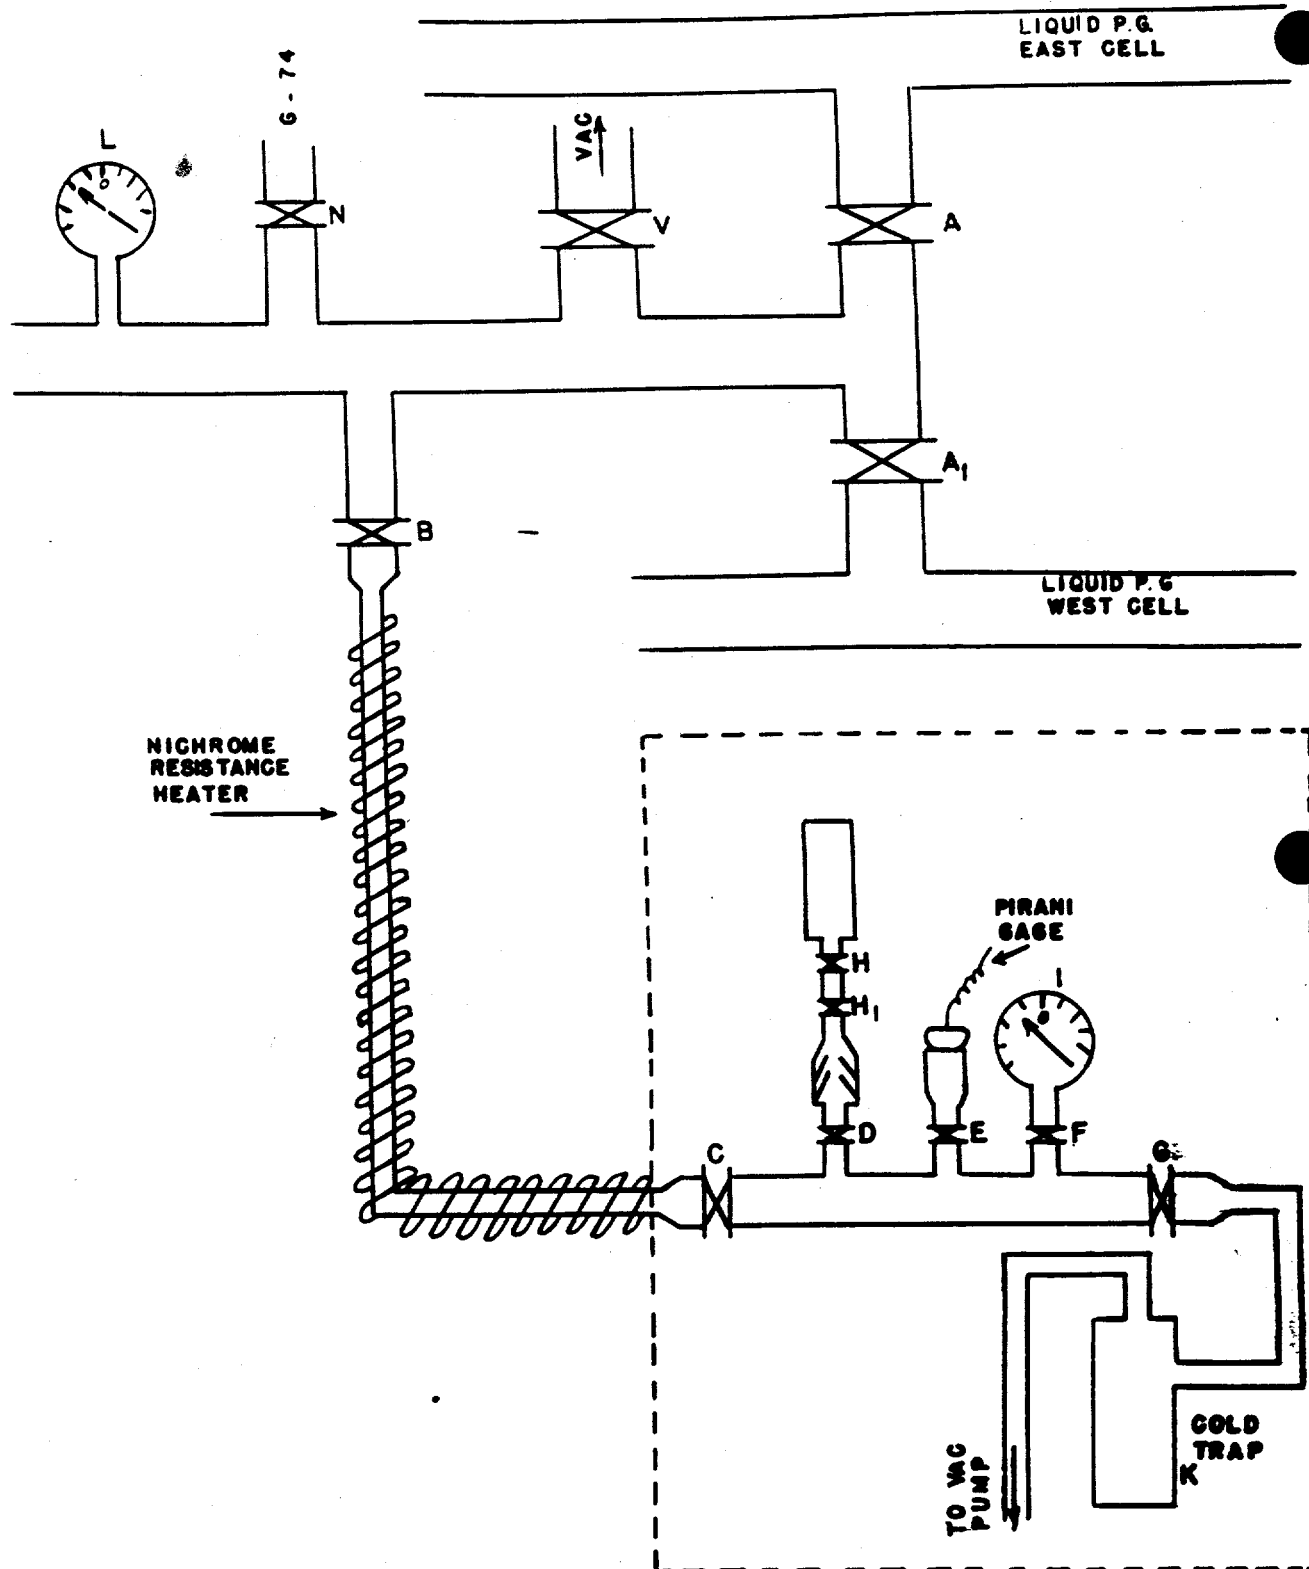 LIQUID P.G.
EAST CELL
G - 74
L
O
VAC
N
V
A
A1
B
LIQUID P.G
WEST CELL
NICHROME
RESISTANCE
HEATER
PIRANI
GAGE
H
H1
I
O
D
E
F
C
G
COLD
TRAP
K
TO VAC
PUMP